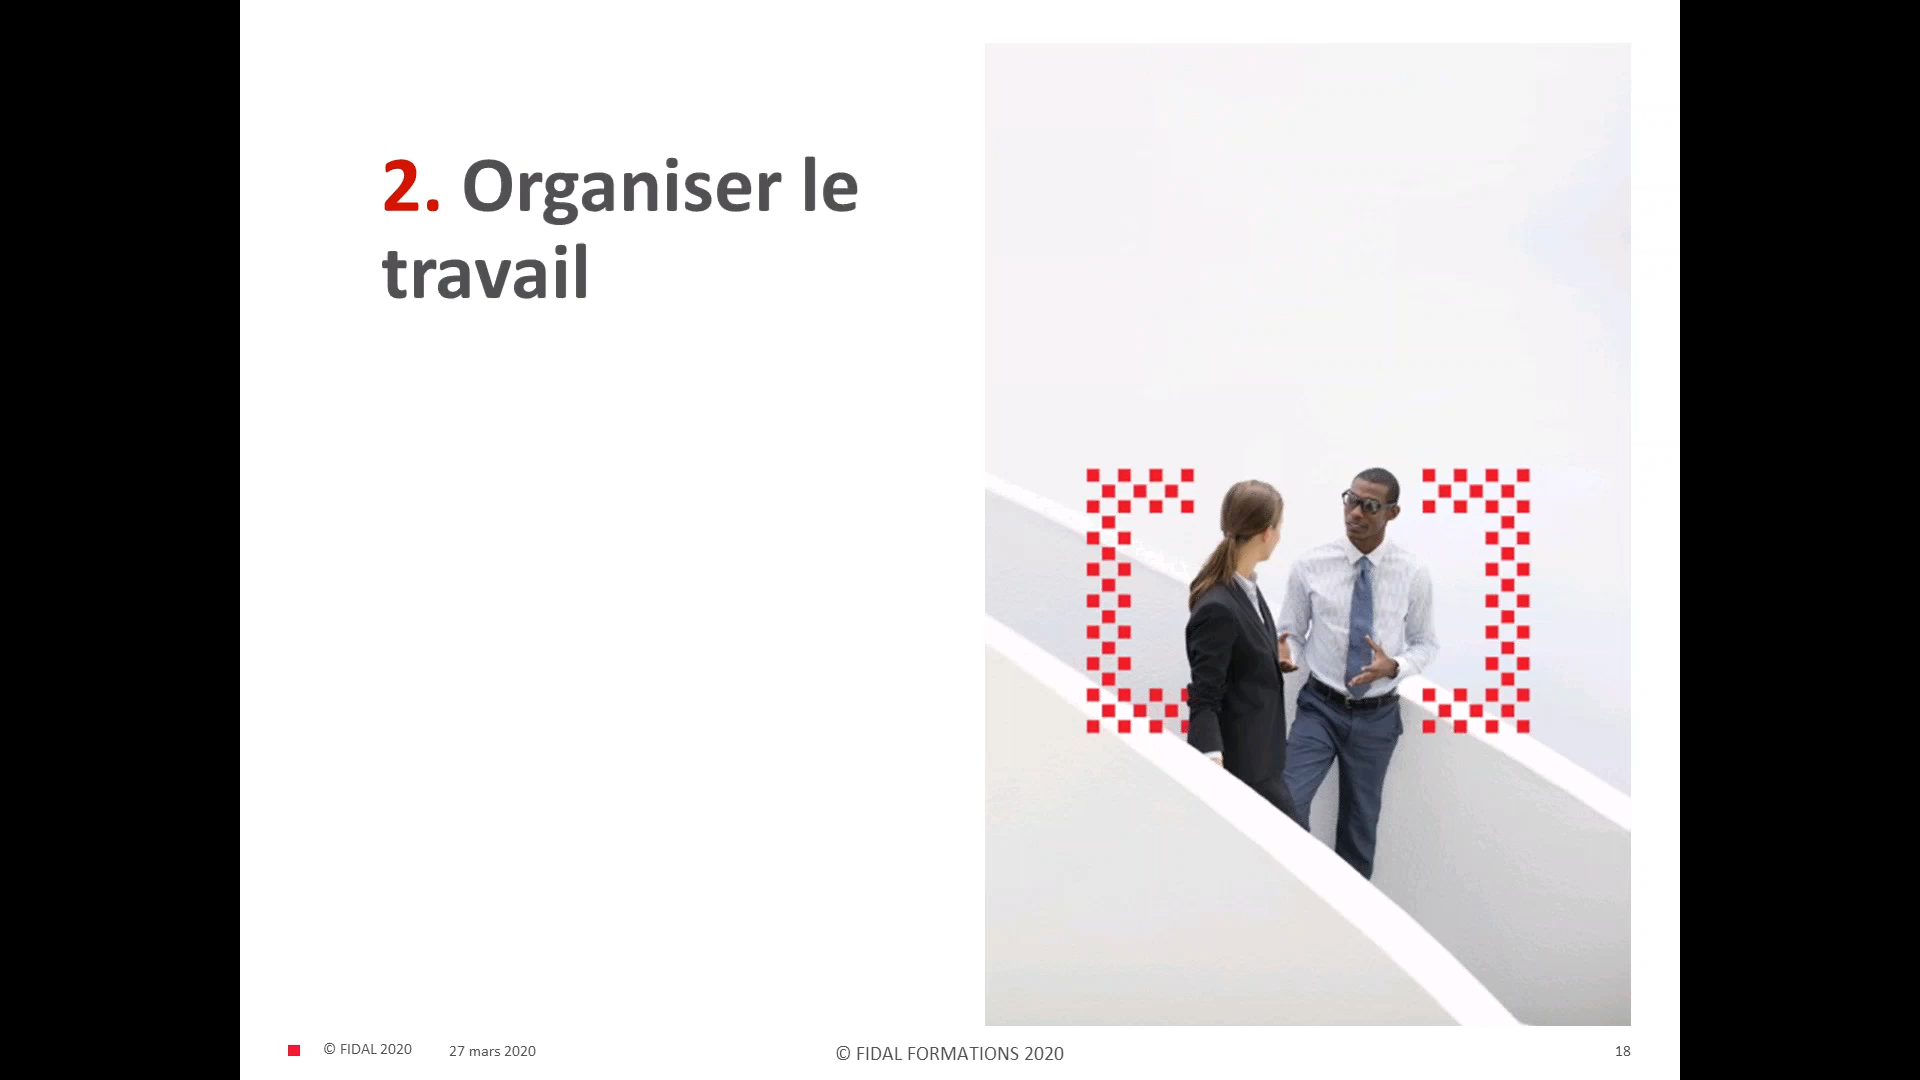 2. Organiser le
travail
© FIDAL 2020
27 mars 2020
© FIDAL FORMATIONS 2020
18